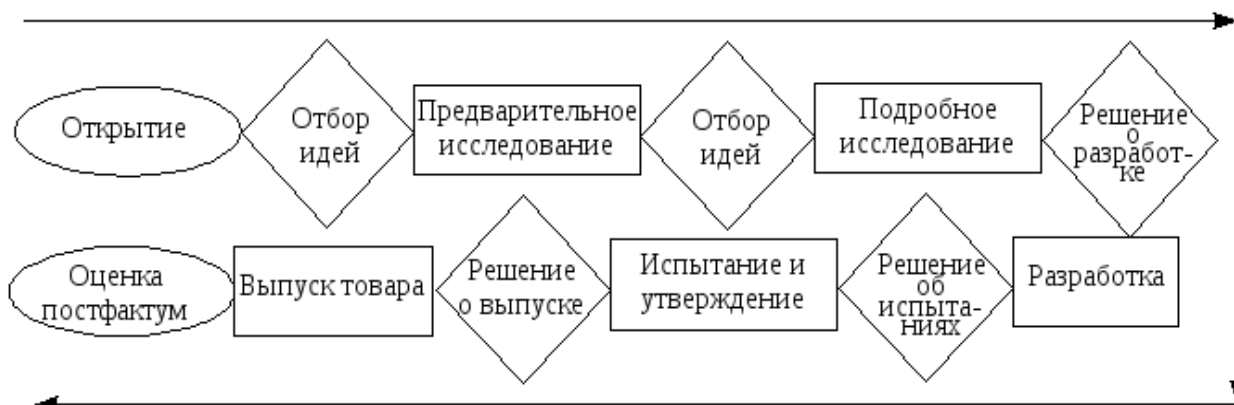 Открытие
Отбор
идей
Предварительное
исследование
Отбор
идей
Подробное
исследование
Решение
о
разработ-
ке
Оценка
постфактум
Выпуск товара
Решение
о выпуске
Испытание и
утверждение
Решение
об
испыта-
ниях
Разработка